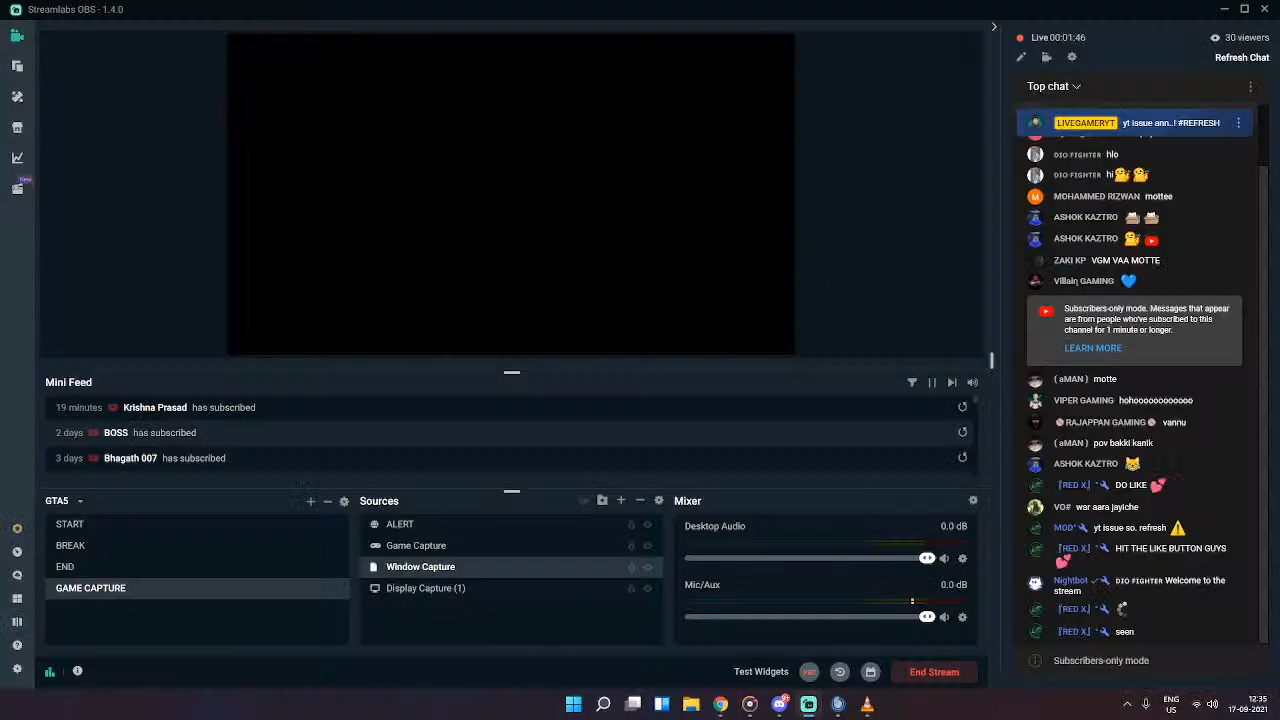 Streamlabs OBS - 1.4.0
Live 00:01:46
30 viewers
Refresh Chat
Top chat
LIVEGAMERYT yt issue ann..! #REFRESH
DIO FIGHTER hlo
DIO FIGHTER hi
MOHAMMED RIZWAN mottee
ASHOK KAZTRO
ASHOK KAZTRO
ZAKI KP VGM VAA MOTTE
Villain GAMING
Subscribers-only mode. Messages that appear
are from people who've subscribed to this
channel for 1 minute or longer.
LEARN MORE
( aMAN ) motte
VIPER GAMING hohoooooooooo
RAJAPPAN GAMING vannu
( aMAN ) pov bakki kanik
ASHOK KAZTRO
『RED X』 DO LIKE
VO# war aara jayiche
MOD yt issue so. refresh
『RED X』 HIT THE LIKE BUTTON GUYS
Nightbot DIO FIGHTER Welcome to the
stream
『RED X』
『RED X』 seen
Subscribers-only mode
Mini Feed
19 minutes Krishna Prasad has subscribed
2 days BOSS has subscribed
3 days Bhagath 007 has subscribed
GTA5
START
BREAK
END
GAME CAPTURE
Sources
ALERT
Game Capture
Window Capture
Display Capture (1)
Mixer
Desktop Audio 0.0 dB
Mic/Aux 0.0 dB
Test Widgets
REC
End Stream
ENG
US
12:35
17-09-2021